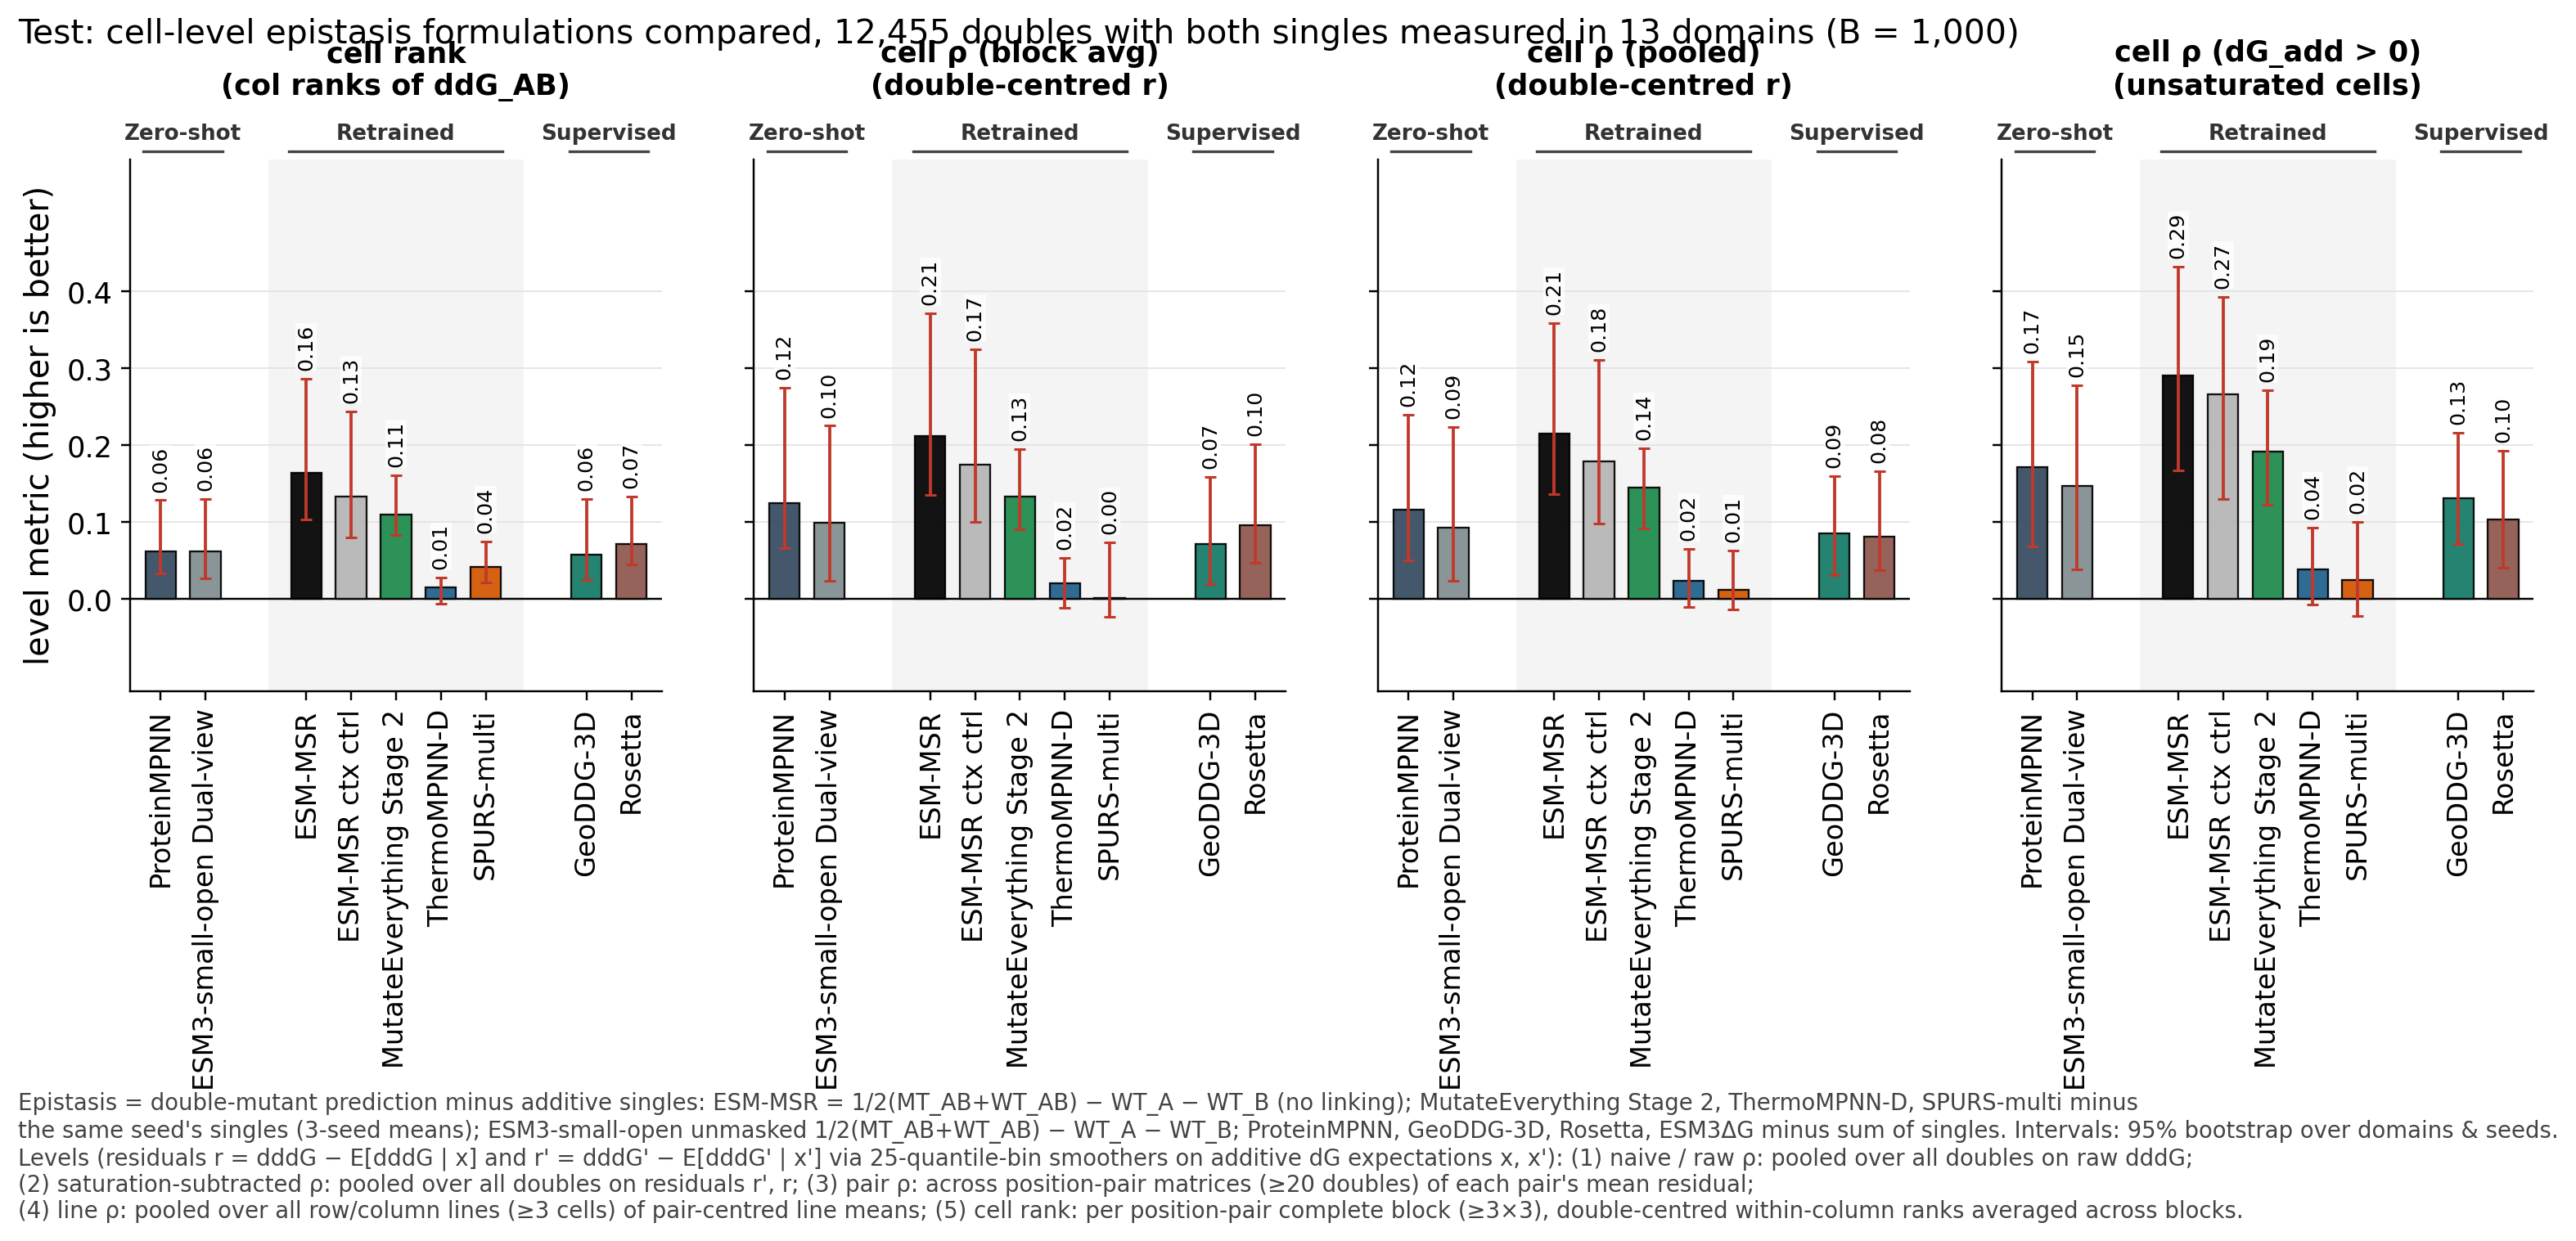 Test: cell-level epistasis formulations compared, 12,455 doubles with both singles measured in 13 domains (B = 1,000)
cell rank
(col ranks of ddG_AB)
cell ρ (block avg)
(double-centred r)
cell ρ (pooled)
(double-centred r)
cell ρ (dG_add > 0)
(unsaturated cells)
Zero-shot Retrained Supervised
Zero-shot Retrained Supervised
Zero-shot Retrained Supervised
Zero-shot Retrained Supervised
level metric (higher is better)
0.4
0.3
0.2
0.1
0.0
0.06 0.06 0.16 0.13 0.11 0.01 0.04 0.06 0.07
0.12 0.10 0.21 0.17 0.13 0.02 0.00 0.07 0.10
0.12 0.09 0.21 0.18 0.14 0.02 0.01 0.09 0.08
0.17 0.15 0.29 0.27 0.19 0.04 0.02 0.13 0.10
ProteinMPNN
ESM3-small-open Dual-view
ESM-MSR
ESM-MSR ctx ctrl
MutateEverything Stage 2
ThermoMPNN-D
SPURS-multi
GeoDDG-3D
Rosetta
ProteinMPNN
ESM3-small-open Dual-view
ESM-MSR
ESM-MSR ctx ctrl
MutateEverything Stage 2
ThermoMPNN-D
SPURS-multi
GeoDDG-3D
Rosetta
ProteinMPNN
ESM3-small-open Dual-view
ESM-MSR
ESM-MSR ctx ctrl
MutateEverything Stage 2
ThermoMPNN-D
SPURS-multi
GeoDDG-3D
Rosetta
ProteinMPNN
ESM3-small-open Dual-view
ESM-MSR
ESM-MSR ctx ctrl
MutateEverything Stage 2
ThermoMPNN-D
SPURS-multi
GeoDDG-3D
Rosetta
Epistasis = double-mutant prediction minus additive singles: ESM-MSR = 1/2(MT_AB+WT_AB) − WT_A − WT_B (no linking); MutateEverything Stage 2, ThermoMPNN-D, SPURS-multi minus
the same seed's singles (3-seed means); ESM3-small-open unmasked 1/2(MT_AB+WT_AB) − WT_A − WT_B; ProteinMPNN, GeoDDG-3D, Rosetta, ESM3ΔG minus sum of singles. Intervals: 95% bootstrap over domains & seeds.
Levels (residuals r = dddG − E[dddG | x] and r' = dddG' − E[dddG' | x'] via 25-quantile-bin smoothers on additive dG expectations x, x'): (1) naive / raw ρ: pooled over all doubles on raw dddG;
(2) saturation-subtracted ρ: pooled over all doubles on residuals r', r; (3) pair ρ: across position-pair matrices (≥20 doubles) of each pair's mean residual;
(4) line ρ: pooled over all row/column lines (≥3 cells) of pair-centred line means; (5) cell rank: per position-pair complete block (≥3×3), double-centred within-column ranks averaged across blocks.